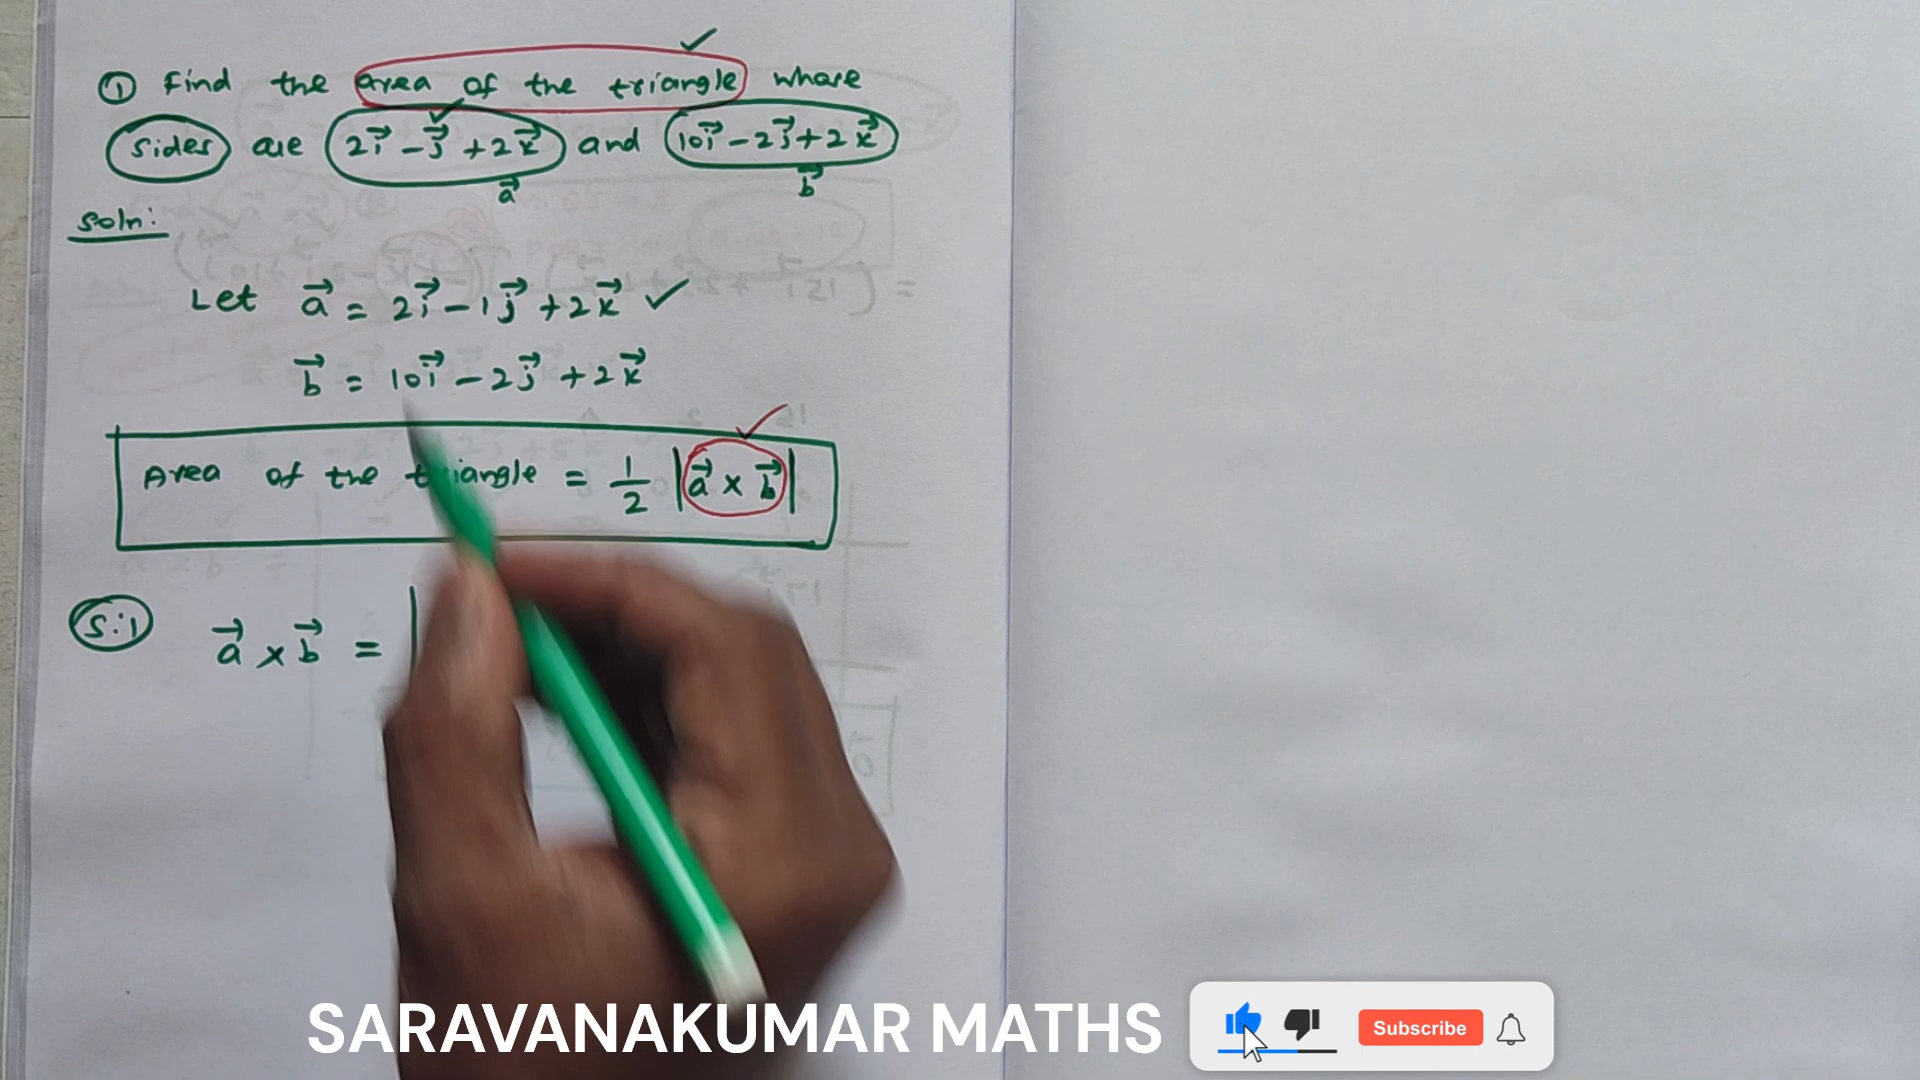 ① Find the area of the triangle whose
sides are 2i⃗ - j⃗ + 2k⃗ and 10i⃗ - 2j⃗ + 2k⃗
a⃗ b⃗
Soln:
Let a⃗ = 2i⃗ - 1j⃗ + 2k⃗ ✓
b⃗ = 10i⃗ - 2j⃗ + 2k⃗
Area of the triangle = 1/2 |a⃗ × b⃗|
S:1 a⃗ × b⃗ = |
SARAVANAKUMAR MATHS
Subscribe